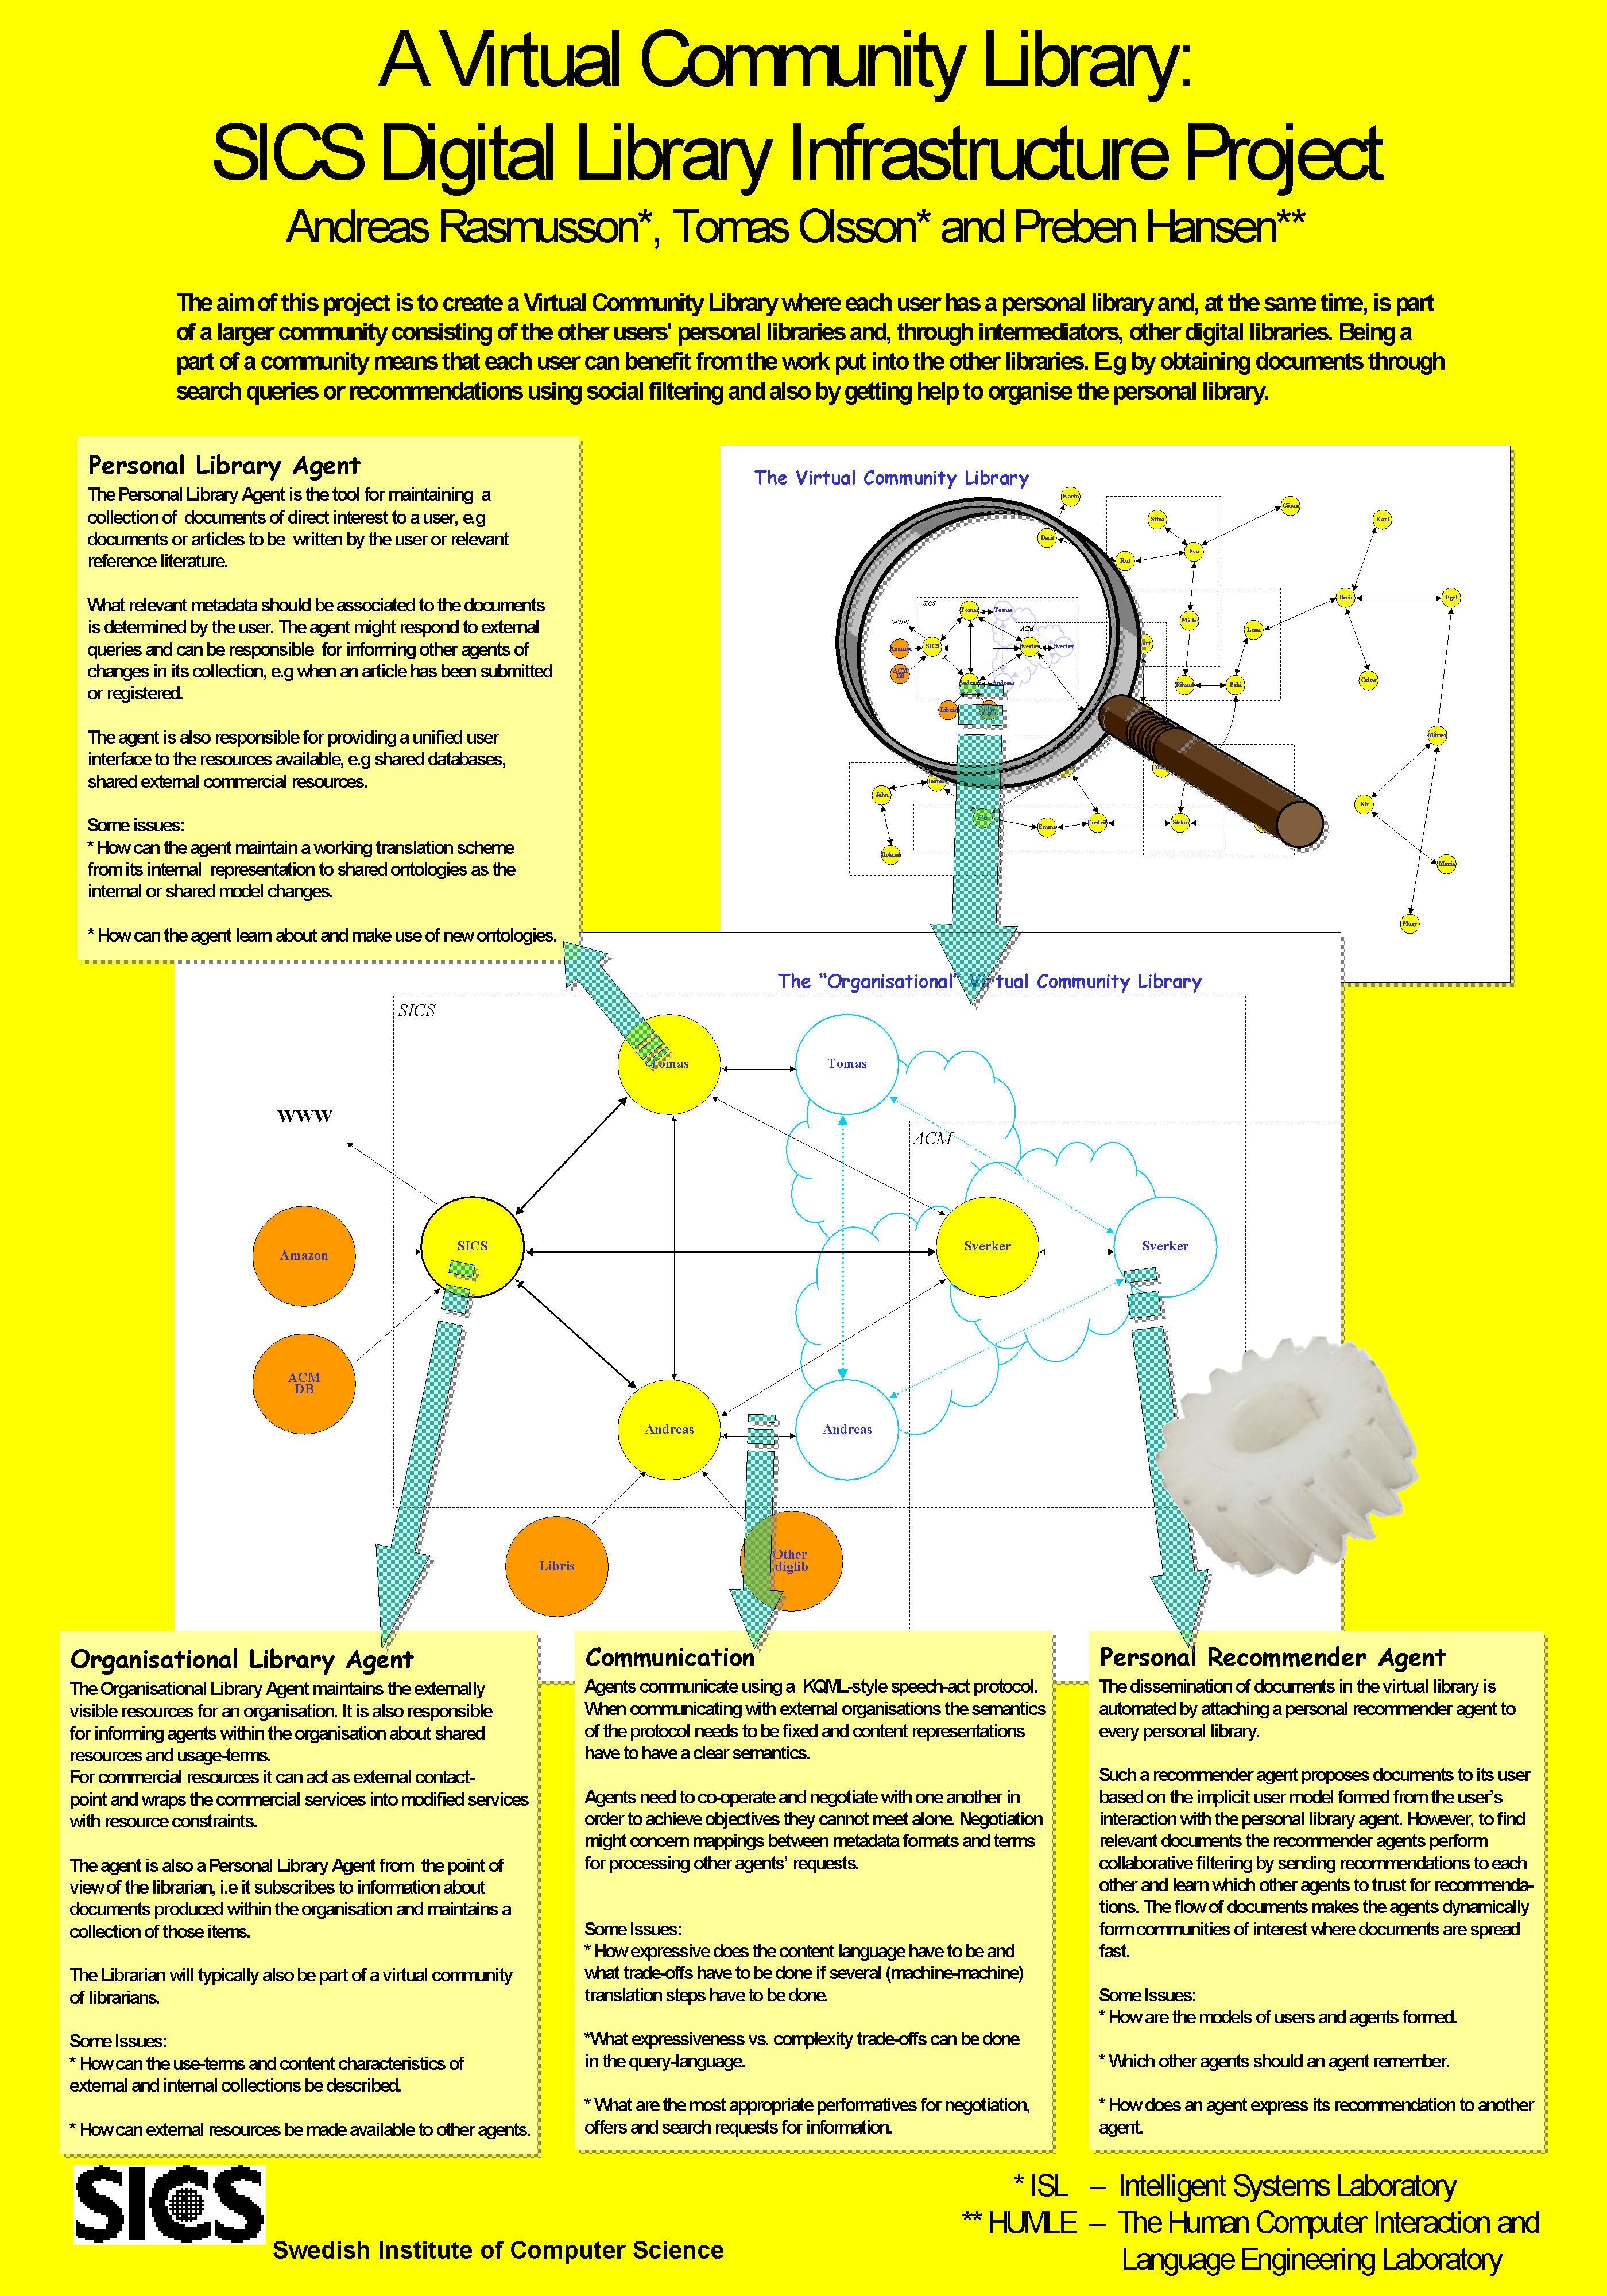 A Virtual Community Library:
SICS Digital Library Infrastructure Project
Andreas Rasmusson*, Tomas Olsson* and Preben Hansen**
The aim of this project is to create a Virtual Community Library where each user has a personal library and, at the same time, is part
of a larger community consisting of the other users' personal libraries and, through intermediators, other digital libraries. Being a
part of a community means that each user can benefit from the work put into the other libraries. E.g by obtaining documents through
search queries or recommendations using social filtering and also by getting help to organise the personal library.
Personal Library Agent
The Personal Library Agent is the tool for maintaining a
collection of documents of direct interest to a user, e.g
documents or articles to be written by the user or relevant
reference literature.
What relevant metadata should be associated to the documents
is determined by the user. The agent might respond to external
queries and can be responsible for informing other agents of
changes in its collection, e.g when an article has been submitted
or registered.
The agent is also responsible for providing a unified user
interface to the resources available, e.g shared databases,
shared external commercial resources.
Some issues:
* How can the agent maintain a working translation scheme
from its internal representation to shared ontologies as the
internal or shared model changes.
* How can the agent learn about and make use of new ontologies.
The Virtual Community Library
Karin
Göran
Stina
Karl
Berit
Eva
Rut
Berit
Egel
SICS
Tomas
Tomas
WWW
Micke
Lena
ACM
Amazon
SICS
Sverker
Sverker
ACM
DB
Andreas
Andreas
Rihard
Erki
Oskar
Libris
Mårten
John
Kit
Elin
Emma
Fredrik
Stefan
Roland
Maria
Mary
The “Organisational” Virtual Community Library
SICS
Tomas
Tomas
WWW
ACM
Amazon
SICS
Sverker
Sverker
ACM
DB
Andreas
Andreas
Libris
Other
diglib
Organisational Library Agent
The Organisational Library Agent maintains the externally
visible resources for an organisation. It is also responsible
for informing agents within the organisation about shared
resources and usage-terms.
For commercial resources it can act as external contact-
point and wraps the commercial services into modified services
with resource constraints.
The agent is also a Personal Library Agent from the point of
view of the librarian, i.e it subscribes to information about
documents produced within the organisation and maintains a
collection of those items.
The Librarian will typically also be part of a virtual community
of librarians.
Some Issues:
* How can the use-terms and content characteristics of
external and internal collections be described.
* How can external resources be made available to other agents.
Communication
Agents communicate using a KQML-style speech-act protocol.
When communicating with external organisations the semantics
of the protocol needs to be fixed and content representations
have to have a clear semantics.
Agents need to co-operate and negotiate with one another in
order to achieve objectives they cannot meet alone. Negotiation
might concern mappings between metadata formats and terms
for processing other agents’ requests.
Some Issues:
* How expressive does the content language have to be and
what trade-offs have to be done if several (machine-machine)
translation steps have to be done.
*What expressiveness vs. complexity trade-offs can be done
in the query-language.
* What are the most appropriate performatives for negotiation,
offers and search requests for information.
Personal Recommender Agent
The dissemination of documents in the virtual library is
automated by attaching a personal recommender agent to
every personal library.
Such a recommender agent proposes documents to its user
based on the implicit user model formed from the user’s
interaction with the personal library agent. However, to find
relevant documents the recommender agents perform
collaborative filtering by sending recommendations to each
other and learn which other agents to trust for recommenda-
tions. The flow of documents makes the agents dynamically
form communities of interest where documents are spread
fast.
Some Issues:
* How are the models of users and agents formed.
* Which other agents should an agent remember.
* How does an agent express its recommendation to another
agent.
SICS
Swedish Institute of Computer Science
* ISL – Intelligent Systems Laboratory
** HUMLE – The Human Computer Interaction and
Language Engineering Laboratory